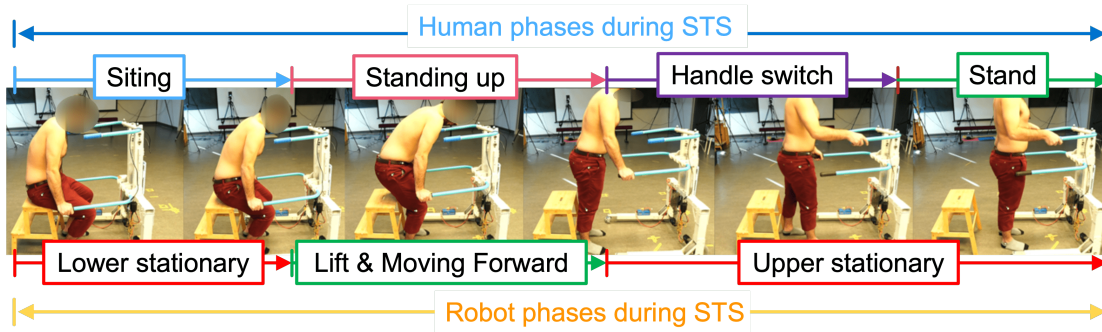 Human phases during STS
Siting
Standing up
Handle switch
Stand
Lower stationary
Lift & Moving Forward
Upper stationary
Robot phases during STS